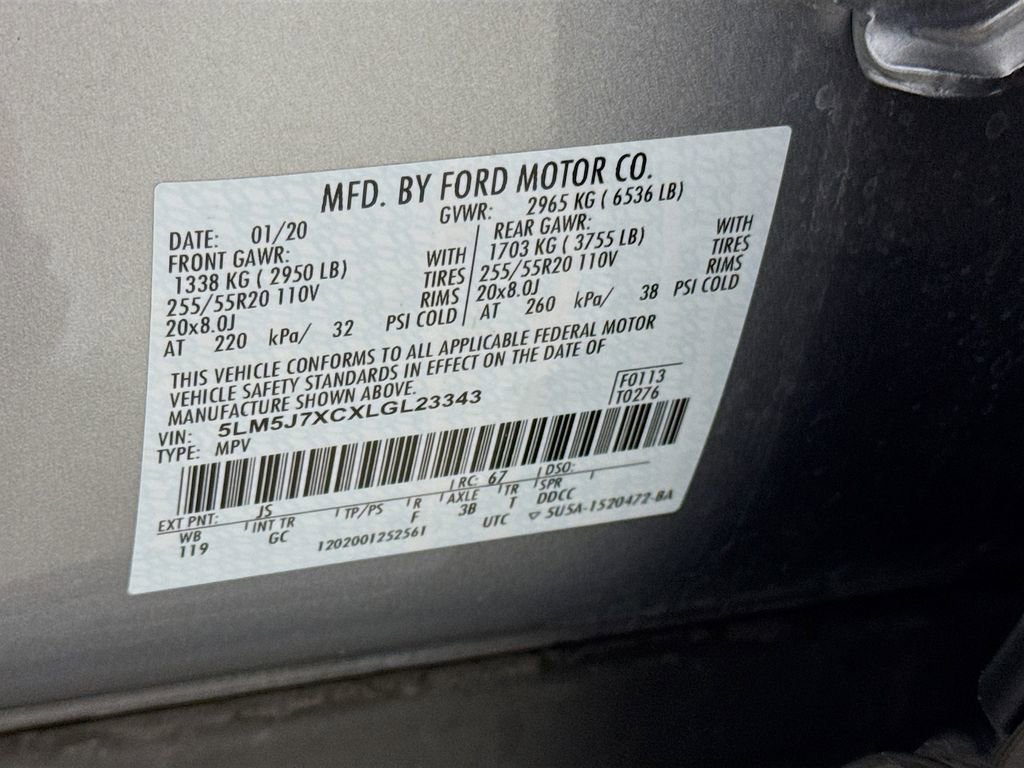 MFD. BY FORD MOTOR CO.
DATE: 01/20
GVWR: 2965 KG ( 6536 LB)
FRONT GAWR:
1338 KG ( 2950 LB) WITH
255/55R20 110V TIRES
20x8.0J RIMS
AT 220 kPa/ 32 PSI COLD
REAR GAWR:
1703 KG ( 3755 LB) WITH
255/55R20 110V TIRES
20x8.0J RIMS
AT 260 kPa/ 38 PSI COLD
THIS VEHICLE CONFORMS TO ALL APPLICABLE FEDERAL MOTOR
VEHICLE SAFETY STANDARDS IN EFFECT ON THE DATE OF
MANUFACTURE SHOWN ABOVE.
VIN: 5LM5J7XCXLGL23343
TYPE: MPV
F0113
T0276
EXT PNT: JS RC: 67 DSO:
WB INT TR TP/PS R AXLE TR SPR
119 GC F 3B T DDCC
1202001252561 UTC ▽ 5U5A-1520472-BA